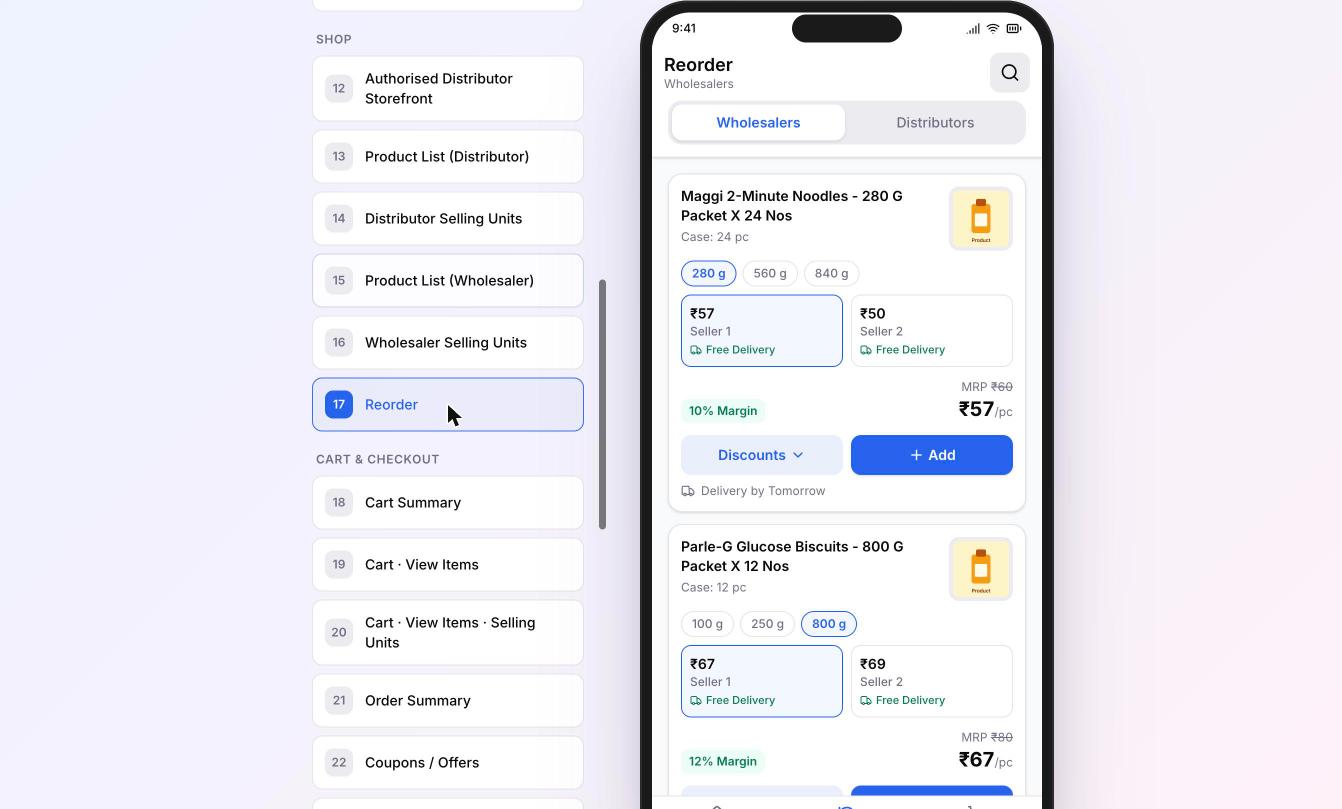 SHOP
12
Authorised Distributor
Storefront
13
Product List (Distributor)
14
Distributor Selling Units
15
Product List (Wholesaler)
16
Wholesaler Selling Units
17
Reorder
CART & CHECKOUT
18
Cart Summary
19
Cart · View Items
20
Cart · View Items · Selling
Units
21
Order Summary
22
Coupons / Offers
9:41
Reorder
Wholesalers
Wholesalers
Distributors
Maggi 2-Minute Noodles - 280 G
Packet X 24 Nos
Case: 24 pc
Product
280 g
560 g
840 g
₹57
Seller 1
Free Delivery
₹50
Seller 2
Free Delivery
MRP ₹60
10% Margin
₹57/pc
Discounts
+ Add
Delivery by Tomorrow
Parle-G Glucose Biscuits - 800 G
Packet X 12 Nos
Case: 12 pc
Product
100 g
250 g
800 g
₹67
Seller 1
Free Delivery
₹69
Seller 2
Free Delivery
MRP ₹80
12% Margin
₹67/pc